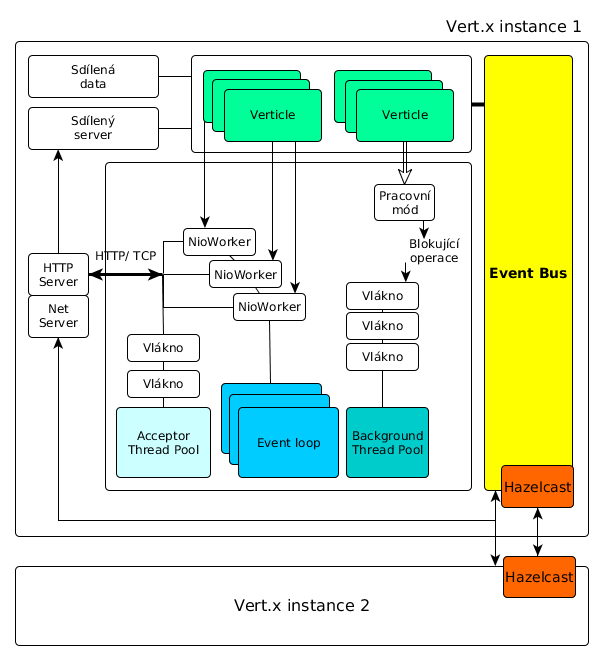 Vert.x instance 1
Sdílená
data
Sdílený
server
Verticle
Verticle
Event Bus
Pracovní
mód
Blokující
operace
HTTP/ TCP
NioWorker
NioWorker
NioWorker
HTTP
Server
Net
Server
Vlákno
Vlákno
Vlákno
Vlákno
Vlákno
Acceptor
Thread Pool
Event loop
Background
Thread Pool
Hazelcast
Hazelcast
Vert.x instance 2